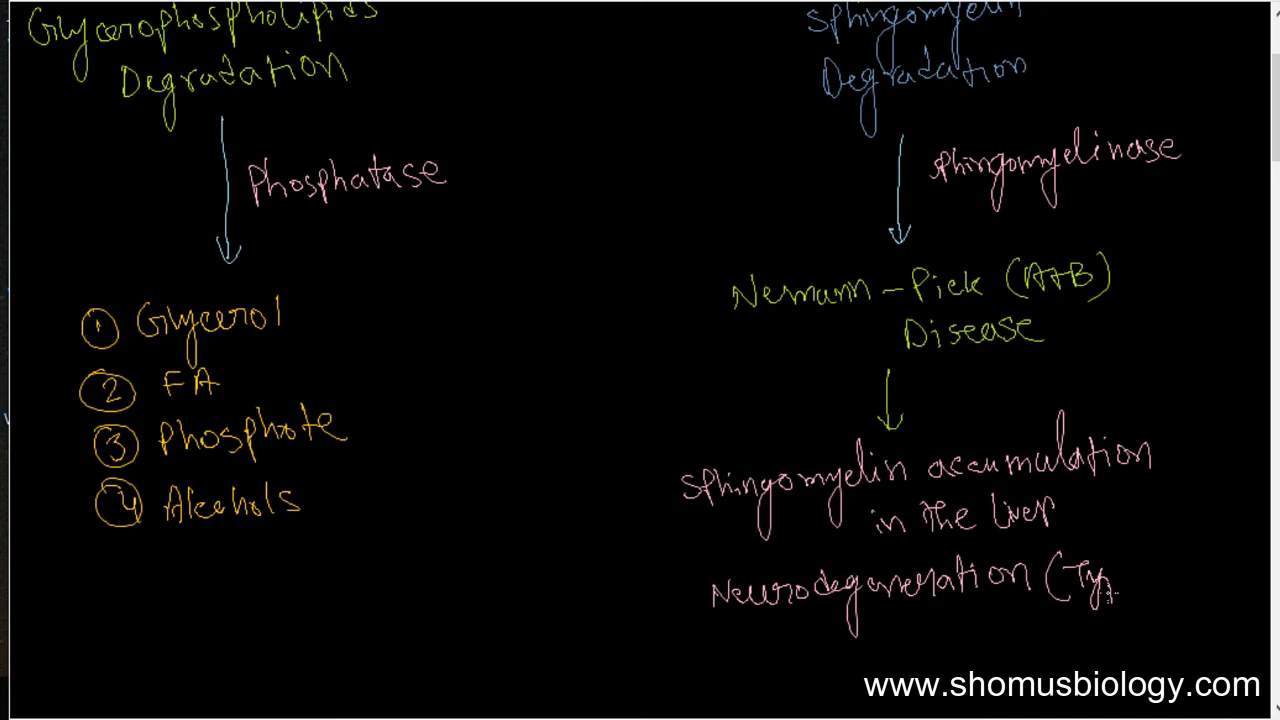 Glycerophospholipids
Degradation
Phosphatase
① Glycerol
② FA
③ Phosphate
④ Alcohols
Sphingomyelin
Degradation
Sphingomyelinase
Nemann - Pick (A+B)
Disease
Sphingomyelin accumulation
in the liver
Neurodegeneration (Typ
www.shomusbiology.com